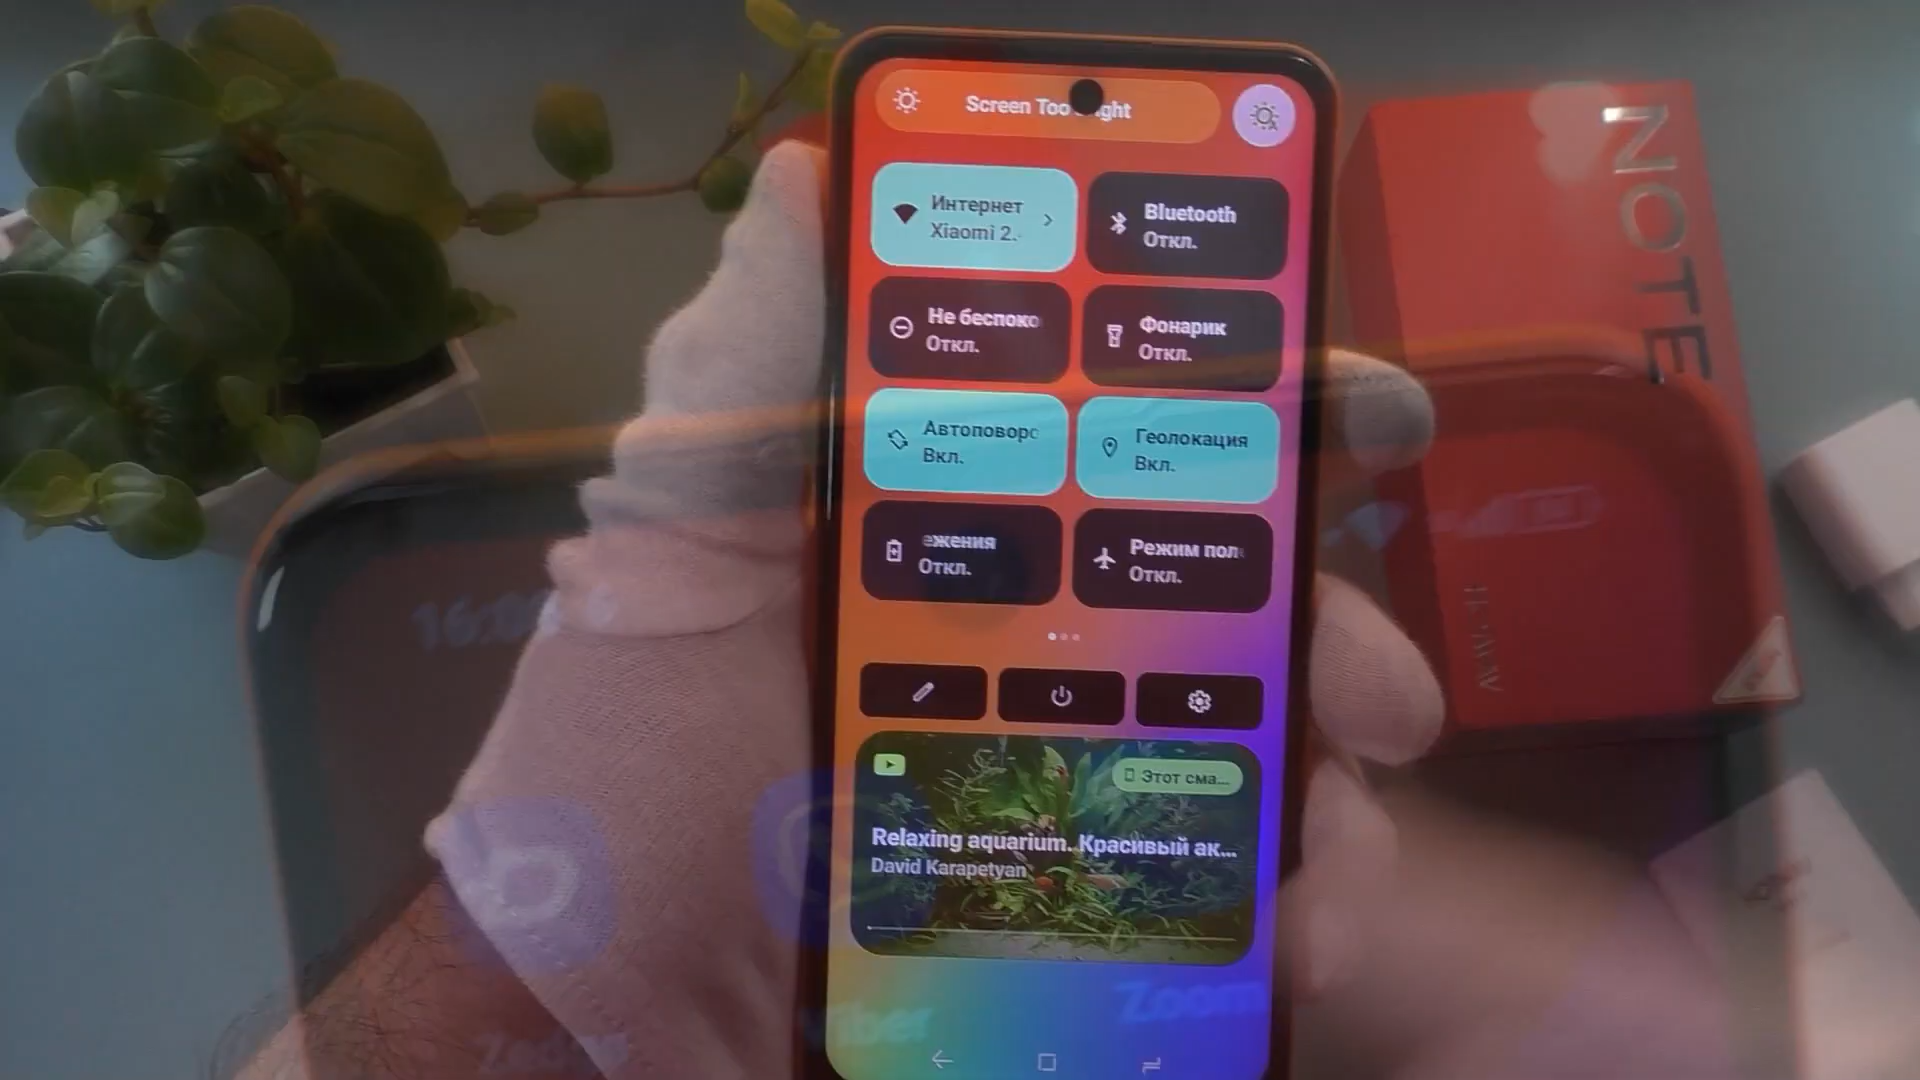 Screen Too
NOTE
Интернет
Xiaomi 2.
Bluetooth
Откл.
Не беспоко
Откл.
Фонарик
Откл.
Автоповоро
Вкл.
Геолокация
Вкл.
ежения
Откл.
Режим пол
Откл.
Этот сма...
Relaxing aquarium. Красивый ак...
David Karapetyan
Zoom